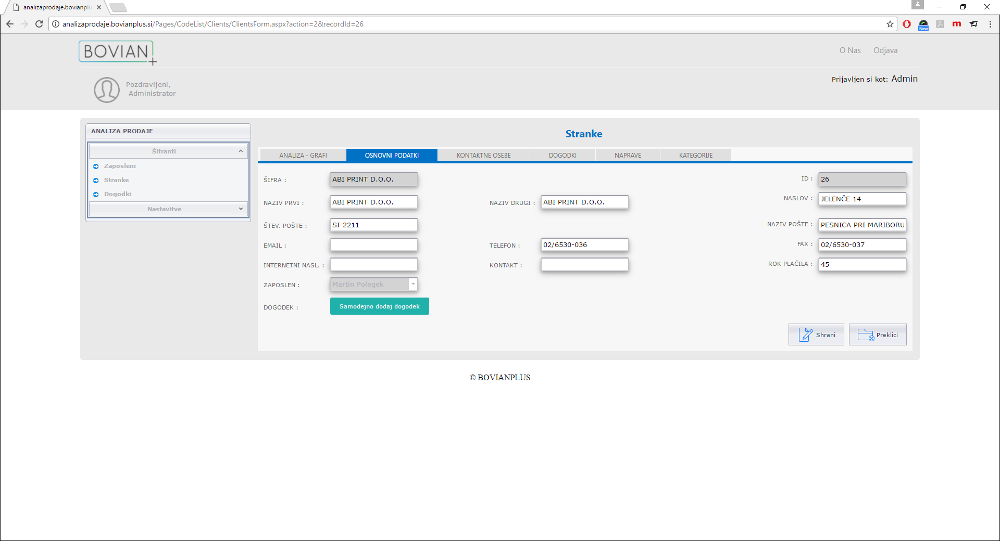 analizaprodaje.bovianplu
analizaprodaje.bovianplus.si/Pages/CodeList/Clients/ClientsForm.aspx?action=2&recordId=26
New
m
BOVIAN+
O Nas Odjava
Pozdravljeni,
Administrator
Prijavljen si kot: Admin
ANALIZA PRODAJE
Šifranti
Zaposleni
Stranke
Dogodki
Nastavitve
Stranke
ANALIZA - GRAFI OSNOVNI PODATKI KONTAKTNE OSEBE DOGODKI NAPRAVE KATEGORIJE
ŠIFRA : ABI PRINT D.O.O. ID : 26
NAZIV PRVI : ABI PRINT D.O.O. NAZIV DRUGI : ABI PRINT D.O.O. NASLOV : JELENČE 14
ŠTEV. POŠTE : SI-2211 NAZIV POŠTE : PESNICA PRI MARIBORU
EMAIL : TELEFON : 02/6530-036 FAX : 02/6530-037
INTERNETNI NASL. : KONTAKT : ROK PLAČILA : 45
ZAPOSLEN : Martin Polegek
DOGODEK : Samodejno dodaj dogodek
Shrani Preklici
© BOVIANPLUS